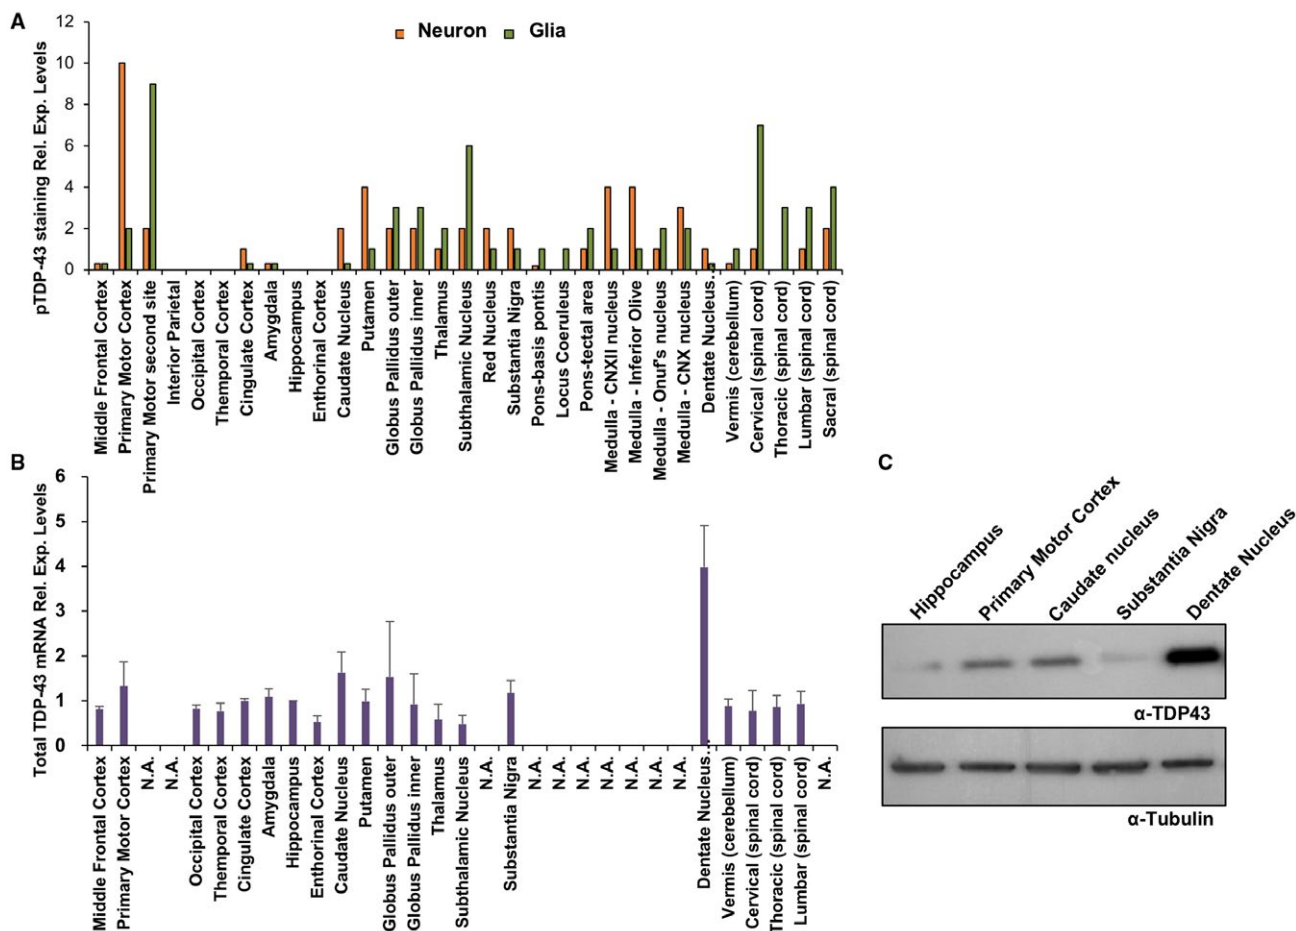 A
pTDP-43 staining Rel. Exp. Levels
12
10
8
6
4
2
0
Neuron
Glia
Middle Frontal Cortex
Primary Motor Cortex
Primary Motor second site
Interior Parietal
Occipital Cortex
Themporal Cortex
Cingulate Cortex
Amygdala
Hippocampus
Enthorinal Cortex
Caudate Nucleus
Putamen
Globus Pallidus outer
Globus Pallidus inner
Thalamus
Subthalamic Nucleus
Red Nucleus
Substantia Nigra
Pons-basis pontis
Locus Coeruleus
Pons-tectal area
Medulla - CNXII nucleus
Medulla - Inferior Olive
Medulla - Onuf's nucleus
Medulla - CNX nucleus
Dentate Nucleus...
Vermis (cerebellum)
Cervical (spinal cord)
Thoracic (spinal cord)
Lumbar (spinal cord)
Sacral (spinal cord)
B
Total TDP-43 mRNA Rel. Exp. Levels
6
5
4
3
2
1
0
Middle Frontal Cortex
Primary Motor Cortex
N.A.
N.A.
Occipital Cortex
Themporal Cortex
Cingulate Cortex
Amygdala
Hippocampus
Enthorinal Cortex
Caudate Nucleus
Putamen
Globus Pallidus outer
Globus Pallidus inner
Thalamus
Subthalamic Nucleus
N.A.
Substantia Nigra
N.A.
N.A.
N.A.
N.A.
N.A.
N.A.
N.A.
Dentate Nucleus...
Vermis (cerebellum)
Cervical (spinal cord)
Thoracic (spinal cord)
Lumbar (spinal cord)
N.A.
C
Hippocampus
Primary Motor Cortex
Caudate nucleus
Substantia Nigra
Dentate Nucleus
α-TDP43
α-Tubulin